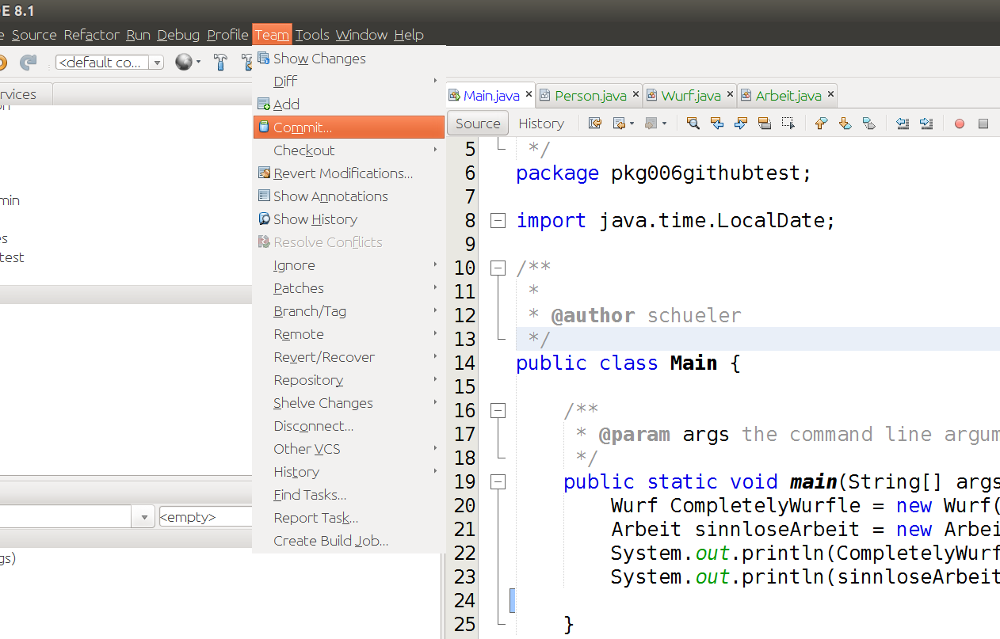 E 8.1
e Source Refactor Run Debug Profile Team Tools Window Help
<default co...
rvices
min
s
test
<empty>
gs)
Show Changes
Diff
Add
Commit...
Checkout
Revert Modifications...
Show Annotations
Show History
Resolve Conflicts
Ignore
Patches
Branch/Tag
Remote
Revert/Recover
Repository
Shelve Changes
Disconnect...
Other VCS
History
Find Tasks...
Report Task...
Create Build Job...
Main.java Person.java Wurf.java Arbeit.java
Source History
5 */
6 package pkg006githubtest;
7
8 import java.time.LocalDate;
9
10 /**
11 *
12 * @author schueler
13 */
14 public class Main {
15
16 /**
17 * @param args the command line argum
18 */
19 public static void main(String[] args
20 Wurf CompletelyWurfle = new Wurf(
21 Arbeit sinnloseArbeit = new Arbei
22 System.out.println(CompletelyWurf
23 System.out.println(sinnloseArbeit
24
25 }